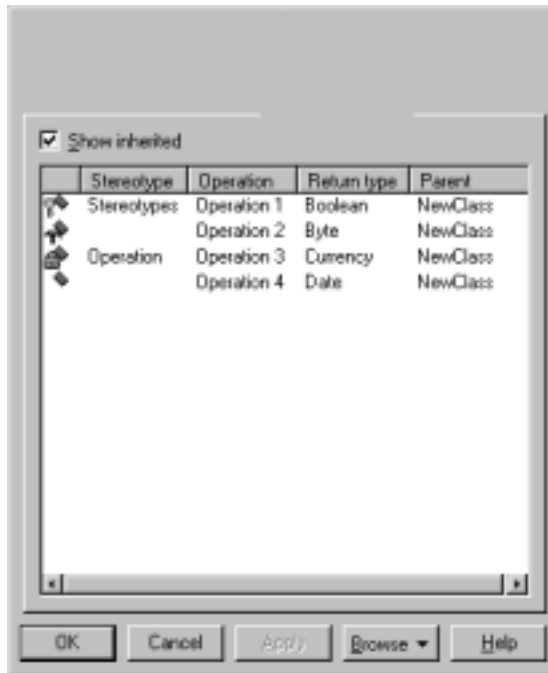 Show inherited
Stereotype Operation Return type Parent
Stereotypes Operation 1 Boolean NewClass
Operation 2 Byte NewClass
Operation Operation 3 Currency NewClass
Operation 4 Date NewClass
OK Cancel Apply Browse Help